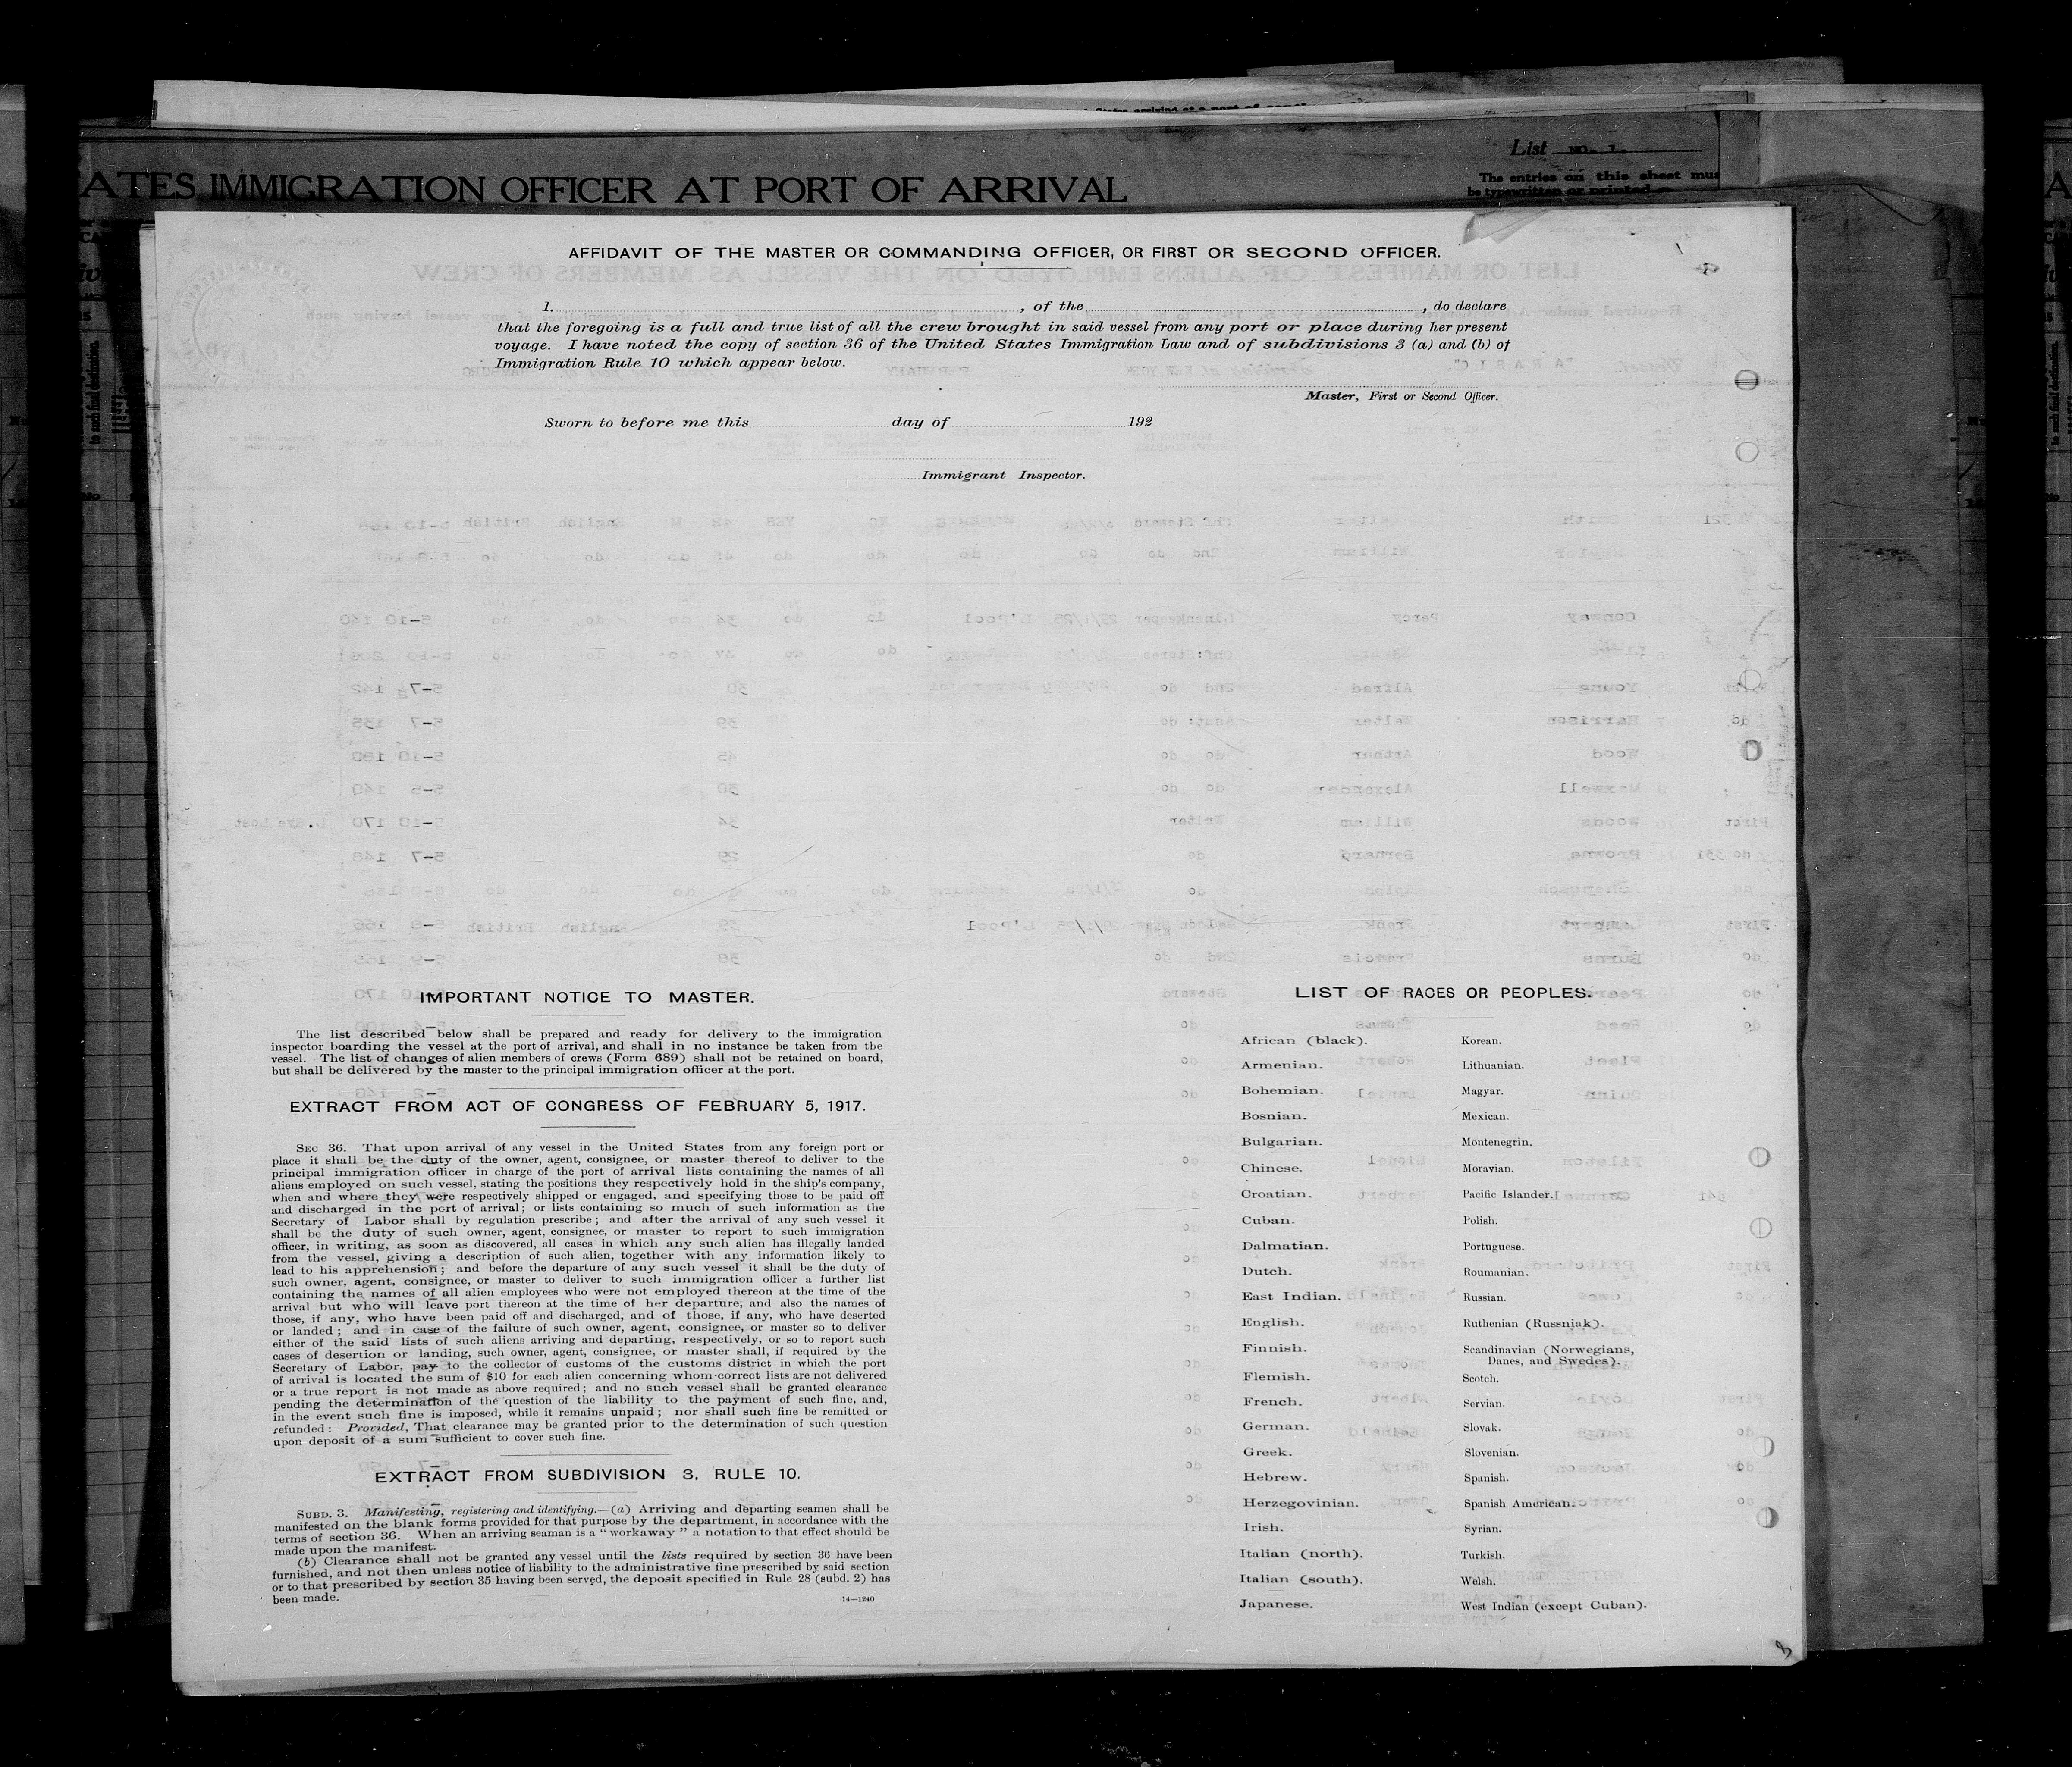 List No. 1.
The entries on this sheet mus
be typewritten or printed
ATES IMMIGRATION OFFICER AT PORT OF ARRIVAL
AFFIDAVIT OF THE MASTER OR COMMANDING OFFICER, OR FIRST OR SECOND OFFICER.
I, , of the , do declare
that the foregoing is a full and true list of all the crew brought in said vessel from any port or place during her present
voyage. I have noted the copy of section 36 of the United States Immigration Law and of subdivisions 3 (a) and (b) of
Immigration Rule 10 which appear below.
Master, First or Second Officer.
Sworn to before me this day of 192
Immigrant Inspector.
IMPORTANT NOTICE TO MASTER.
The list described below shall be prepared and ready for delivery to the immigration
inspector boarding the vessel at the port of arrival, and shall in no instance be taken from the
vessel. The list of changes of alien members of crews (Form 689) shall not be retained on board,
but shall be delivered by the master to the principal immigration officer at the port.
EXTRACT FROM ACT OF CONGRESS OF FEBRUARY 5, 1917.
SEC 36. That upon arrival of any vessel in the United States from any foreign port or
place it shall be the duty of the owner, agent, consignee, or master thereof to deliver to the
principal immigration officer in charge of the port of arrival lists containing the names of all
aliens employed on such vessel, stating the positions they respectively hold in the ship's company,
when and where they were respectively shipped or engaged, and specifying those to be paid off
and discharged in the port of arrival; or lists containing so much of such information as the
Secretary of Labor shall by regulation prescribe; and after the arrival of any such vessel it
shall be the duty of such owner, agent, consignee, or master to report to such immigration
officer, in writing, as soon as discovered, all cases in which any such alien has illegally landed
from the vessel, giving a description of such alien, together with any information likely to
lead to his apprehension; and before the departure of any such vessel it shall be the duty of
such owner, agent, consignee, or master to deliver to such immigration officer a further list
containing the names of all alien employees who were not employed thereon at the time of the
arrival but who will leave port thereon at the time of her departure, and also the names of
those, if any, who have been paid off and discharged, and of those, if any, who have deserted
or landed; and in case of the failure of such owner, agent, consignee, or master so to deliver
either of the said lists of such aliens arriving and departing, respectively, or so to report such
cases of desertion or landing, such owner, agent, consignee, or master shall, if required by the
Secretary of Labor, pay to the collector of customs of the customs district in which the port
of arrival is located the sum of $10 for each alien concerning whom correct lists are not delivered
or a true report is not made as above required; and no such vessel shall be granted clearance
pending the determination of the question of the liability to the payment of such fine, and,
in the event such fine is imposed, while it remains unpaid; nor shall such fine be remitted or
refunded: Provided, That clearance may be granted prior to the determination of such question
upon deposit of a sum sufficient to cover such fine.
EXTRACT FROM SUBDIVISION 3, RULE 10.
SUBD. 3. Manifesting, registering and identifying.—(a) Arriving and departing seamen shall be
manifested on the blank forms provided for that purpose by the department, in accordance with the
terms of section 36. When an arriving seaman is a "workaway" a notation to that effect should be
made upon the manifest.
(b) Clearance shall not be granted any vessel until the lists required by section 36 have been
furnished, and not then unless notice of liability to the administrative fine prescribed by said section
or to that prescribed by section 35 having been served, the deposit specified in Rule 28 (subd. 2) has
been made.
14—1240
LIST OF RACES OR PEOPLES.
African (black).
Armenian.
Bohemian.
Bosnian.
Bulgarian.
Chinese.
Croatian.
Cuban.
Dalmatian.
Dutch.
East Indian.
English.
Finnish.
Flemish.
French.
German.
Greek.
Hebrew.
Herzegovinian.
Irish.
Italian (north).
Italian (south).
Japanese.
Korean.
Lithuanian.
Magyar.
Mexican.
Montenegrin.
Moravian.
Pacific Islander.
Polish.
Portuguese.
Roumanian.
Russian.
Ruthenian (Russniak).
Scandinavian (Norwegians,
Danes, and Swedes).
Scotch.
Servian.
Slovak.
Slovenian.
Spanish.
Spanish American.
Syrian.
Turkish.
Welsh.
West Indian (except Cuban).